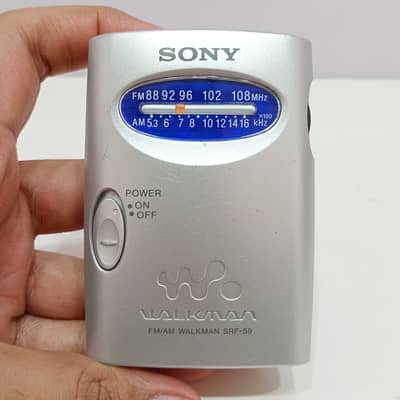 SONY
FM 88 92 96 102 108 MHz
AM 5.3 6 7 8 10 12 14 16 x100 kHz
POWER
ON
OFF
WALKMAN
FM/AM WALKMAN SRF-59